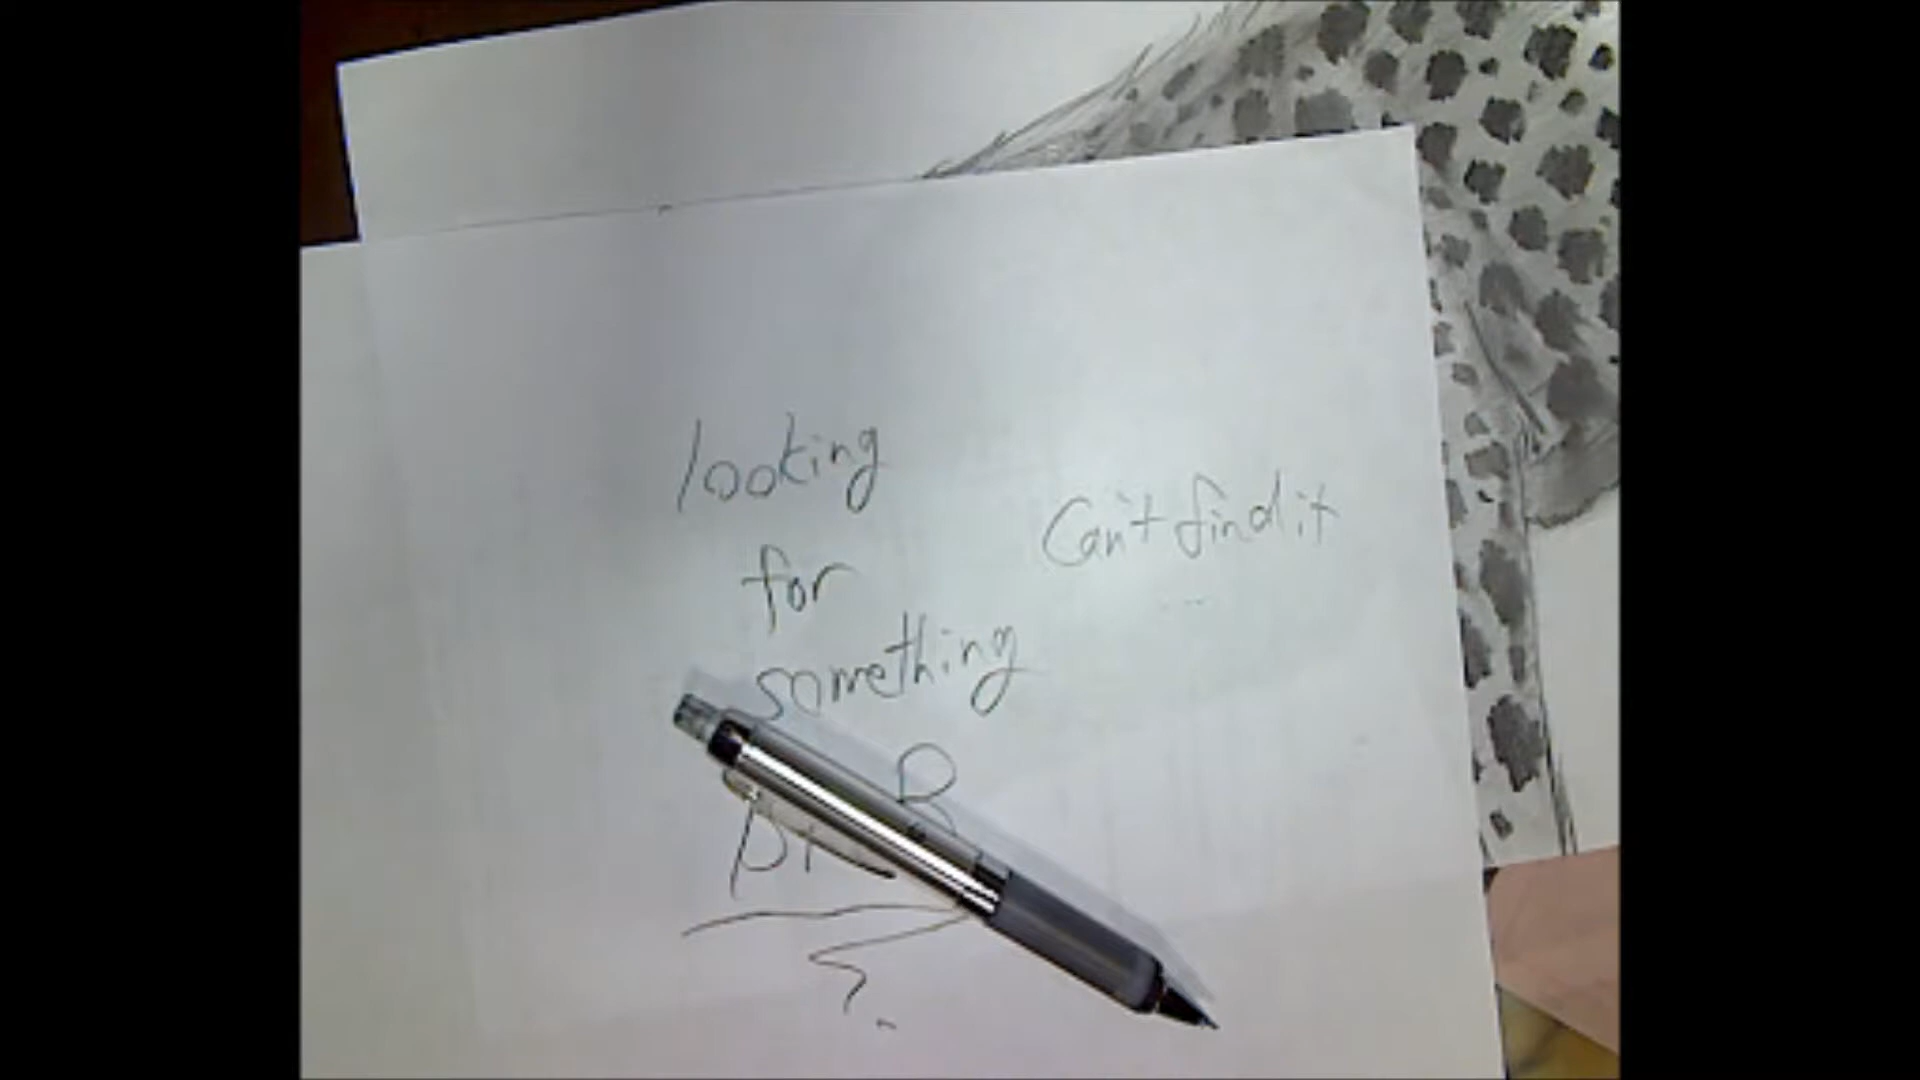 looking
for
something
Can't find it
...